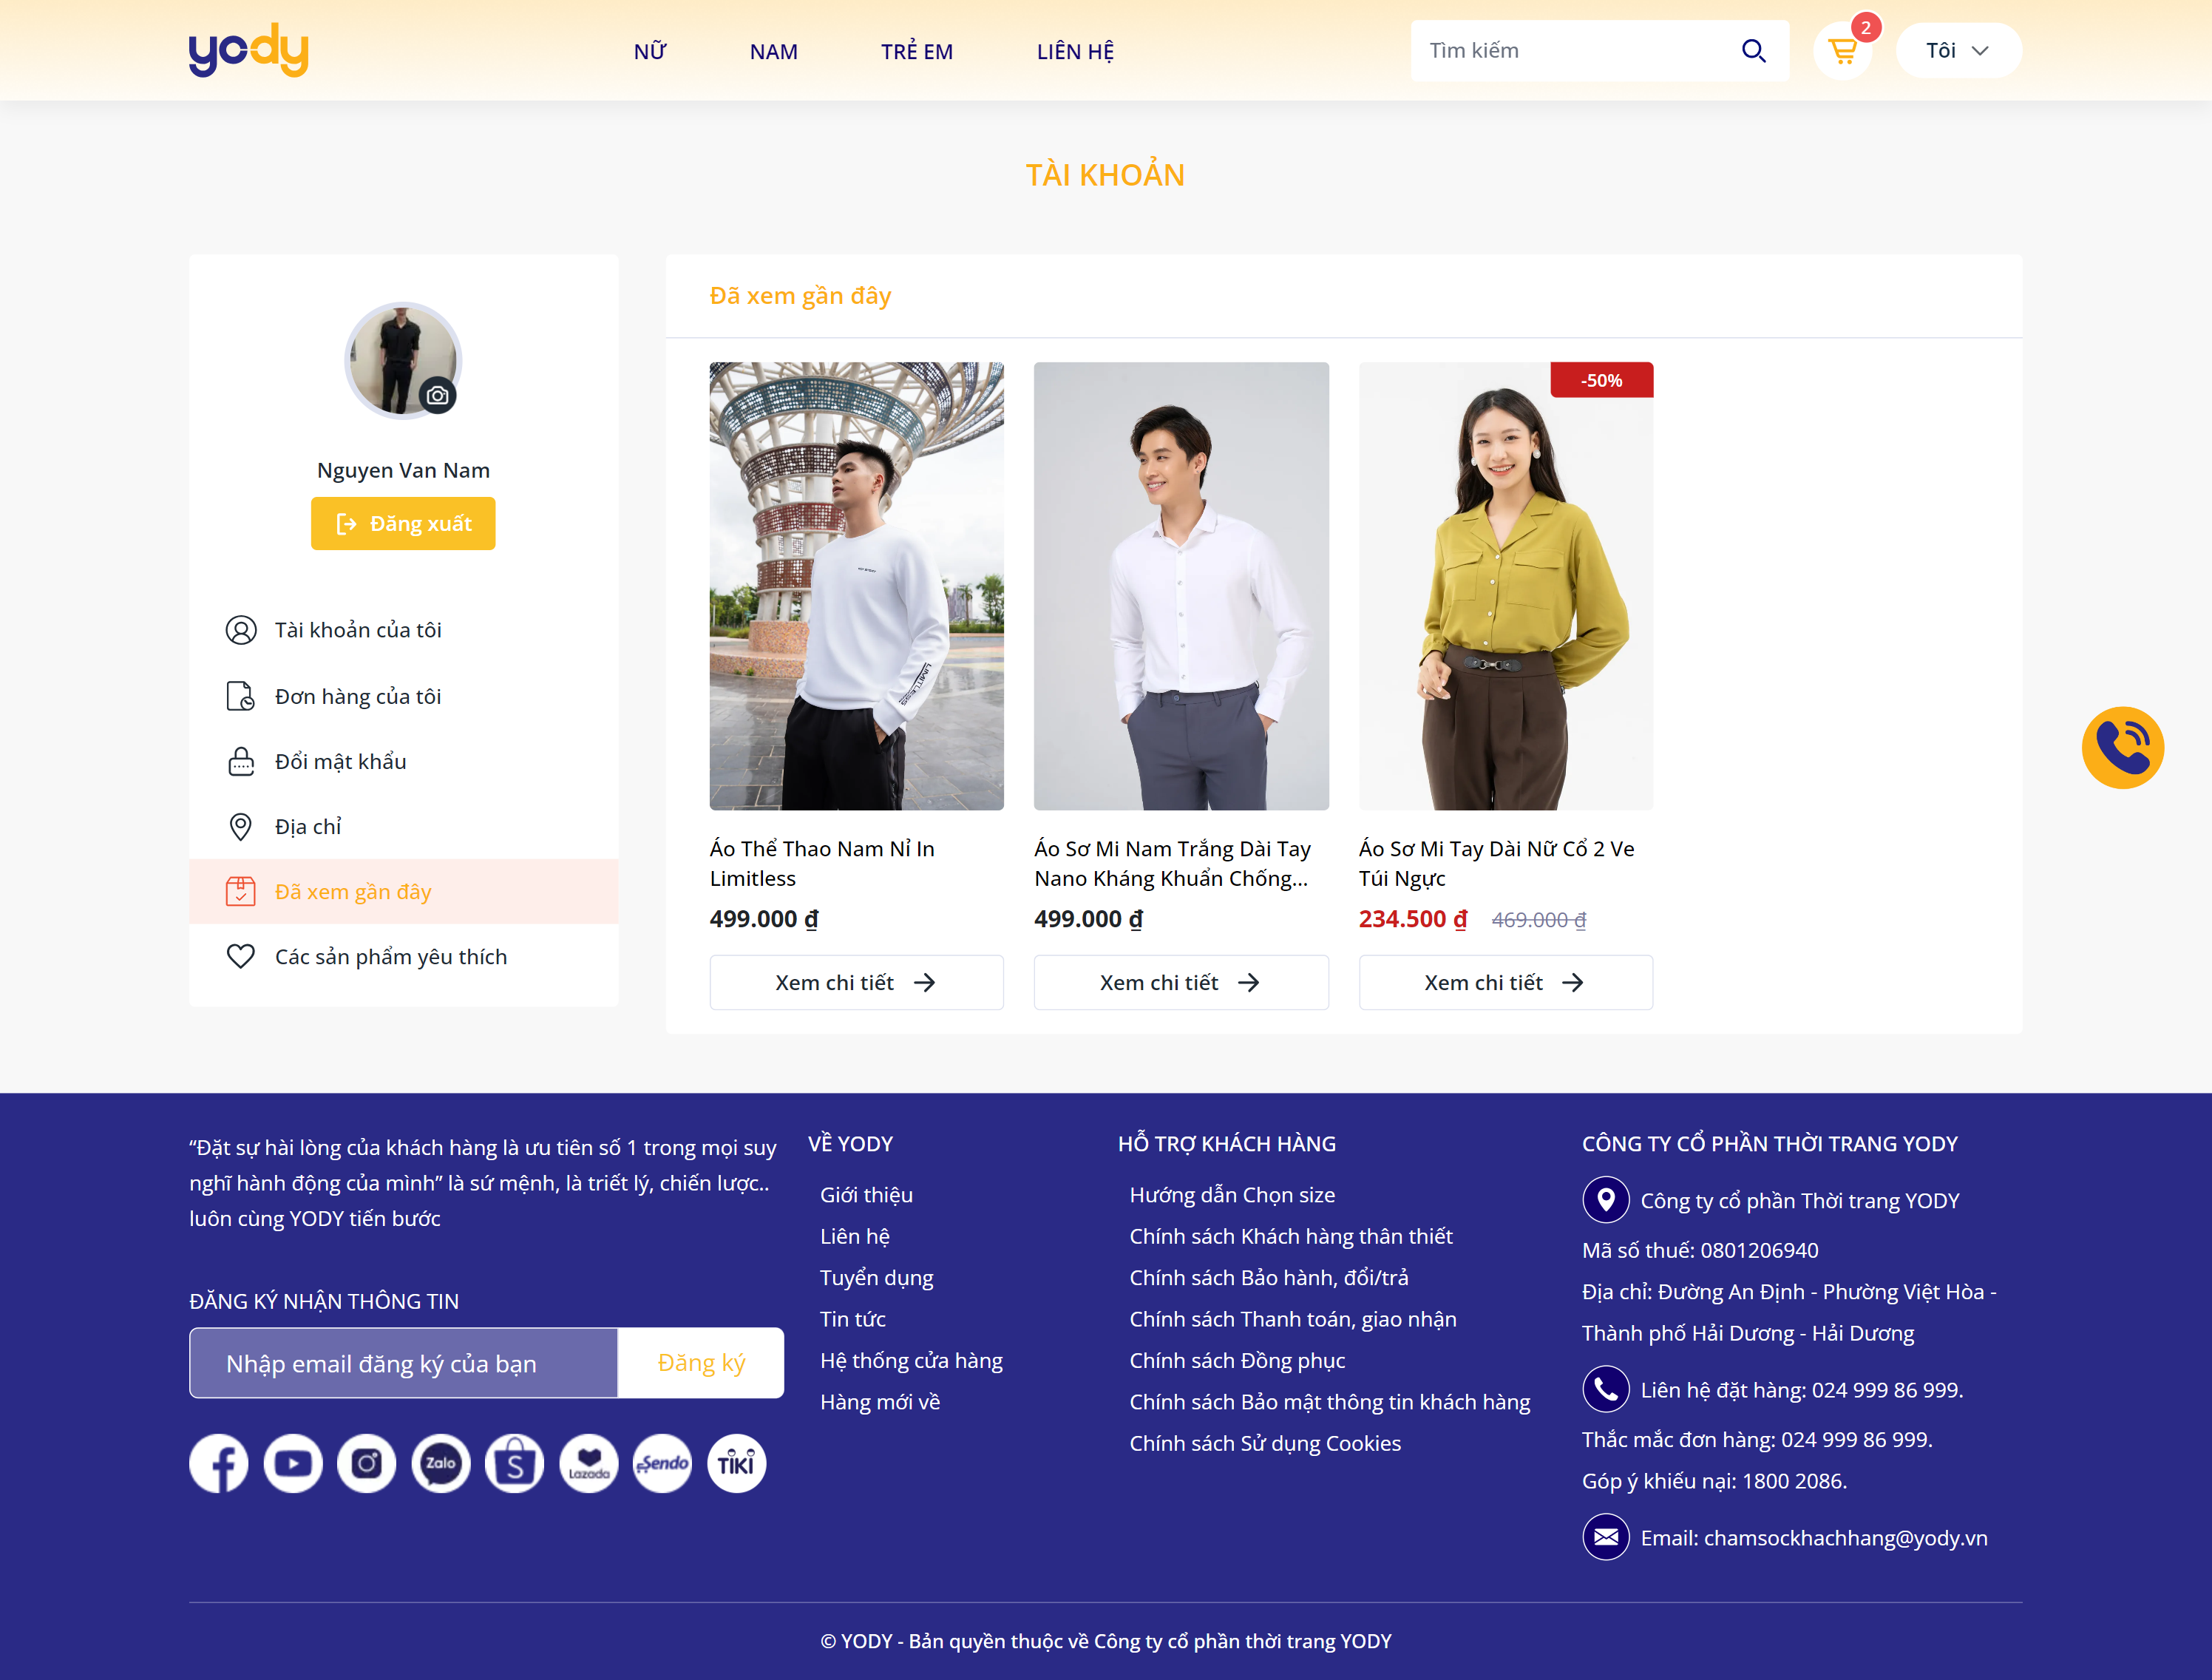 yody
NỮ
NAM
TRẺ EM
LIÊN HỆ
Tìm kiếm
2
Tôi
TÀI KHOẢN
Nguyen Van Nam
Đăng xuất
Tài khoản của tôi
Đơn hàng của tôi
Đổi mật khẩu
Địa chỉ
Đã xem gần đây
Các sản phẩm yêu thích
Đã xem gần đây
LIMITLESS
Áo Thể Thao Nam Nỉ In
Limitless
499.000 ₫
Xem chi tiết
Áo Sơ Mi Nam Trắng Dài Tay
Nano Kháng Khuẩn Chống...
499.000 ₫
Xem chi tiết
-50%
Áo Sơ Mi Tay Dài Nữ Cổ 2 Ve
Túi Ngực
234.500 ₫ 469.000 ₫
Xem chi tiết
“Đặt sự hài lòng của khách hàng là ưu tiên số 1 trong mọi suy
nghĩ hành động của mình” là sứ mệnh, là triết lý, chiến lược..
luôn cùng YODY tiến bước
ĐĂNG KÝ NHẬN THÔNG TIN
Nhập email đăng ký của bạn
Đăng ký
Zalo
S
Lazada
Sendo
TIKI
VỀ YODY
Giới thiệu
Liên hệ
Tuyển dụng
Tin tức
Hệ thống cửa hàng
Hàng mới về
HỖ TRỢ KHÁCH HÀNG
Hướng dẫn Chọn size
Chính sách Khách hàng thân thiết
Chính sách Bảo hành, đổi/trả
Chính sách Thanh toán, giao nhận
Chính sách Đồng phục
Chính sách Bảo mật thông tin khách hàng
Chính sách Sử dụng Cookies
CÔNG TY CỔ PHẦN THỜI TRANG YODY
Công ty cổ phần Thời trang YODY
Mã số thuế: 0801206940
Địa chỉ: Đường An Định - Phường Việt Hòa -
Thành phố Hải Dương - Hải Dương
Liên hệ đặt hàng: 024 999 86 999.
Thắc mắc đơn hàng: 024 999 86 999.
Góp ý khiếu nại: 1800 2086.
Email: chamsockhachhang@yody.vn
© YODY - Bản quyền thuộc về Công ty cổ phần thời trang YODY